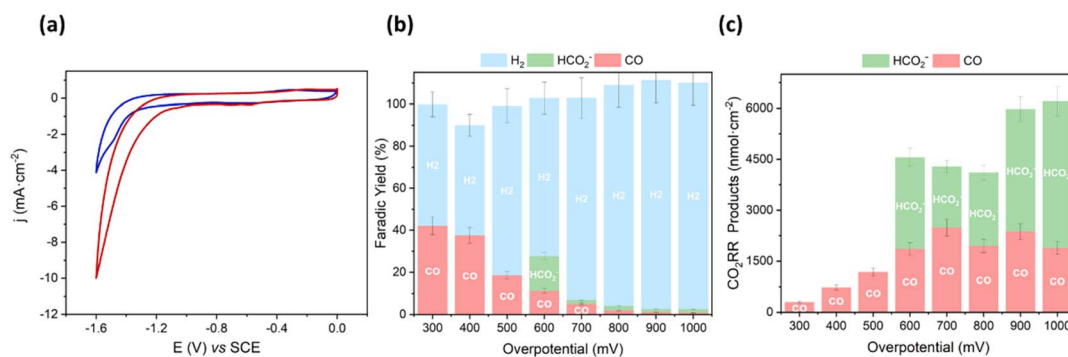 (a)
j (mA·cm⁻²)
0
-2
-4
-6
-8
-10
-12
-1.6
-1.2
-0.8
-0.4
0.0
E (V) vs SCE
(b)
H₂
HCO₂⁻
CO
Faradic Yield (%)
100
80
60
40
20
0
H2
H2
H2
H2
H2
H2
H2
H2
HCO₂⁻
CO
CO
CO
CO
CO
300
400
500
600
700
800
900
1000
Overpotential (mV)
(c)
HCO₂⁻
CO
CO₂RR Products (nmol·cm⁻²)
6000
4500
3000
1500
0
HCO₂⁻
HCO₂⁻
HCO₂⁻
HCO₂⁻
HCO₂⁻
CO
CO
CO
CO
CO
CO
CO
CO
300
400
500
600
700
800
900
1000
Overpotential (mV)